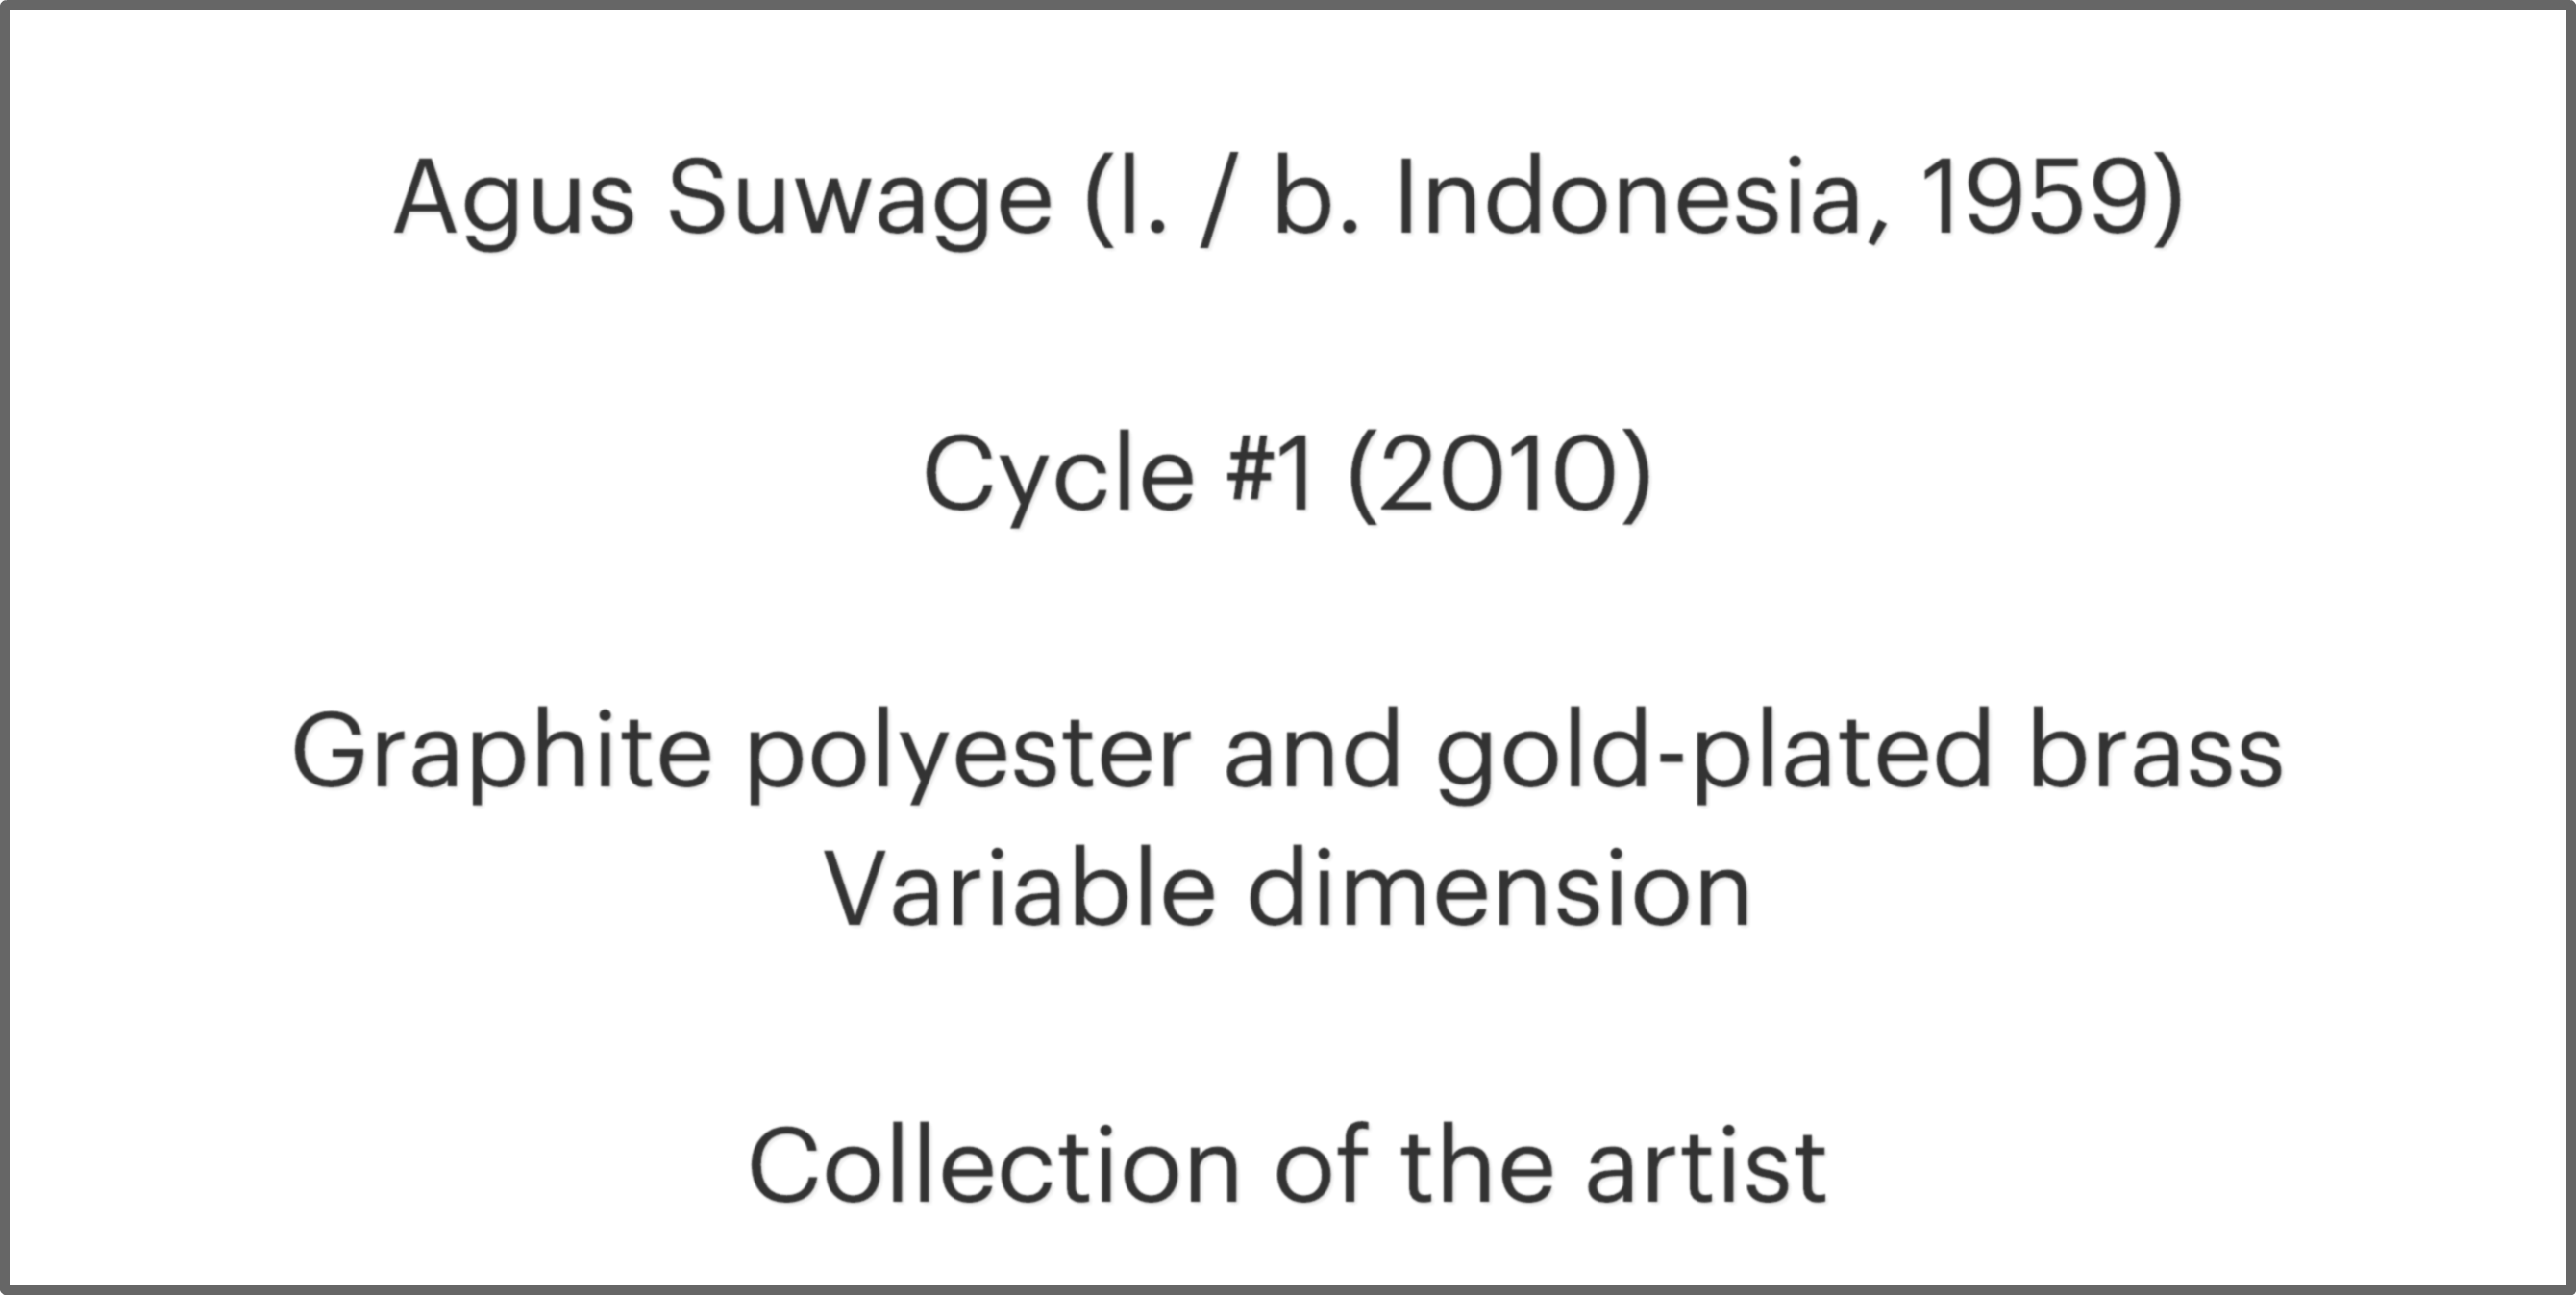 Agus Suwage (l. / b. Indonesia, 1959)
Cycle #1 (2010)
Graphite polyester and gold-plated brass
Variable dimension
Collection of the artist